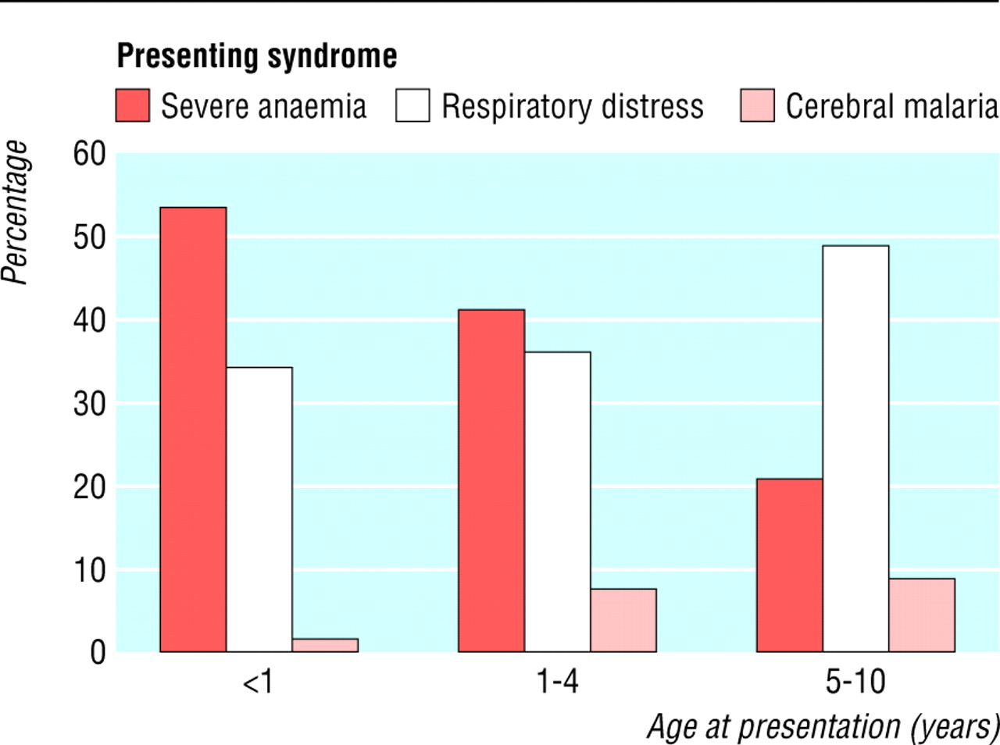 Presenting syndrome
Severe anaemia Respiratory distress Cerebral malaria
Percentage
60
50
40
30
20
10
0
<1 1-4 5-10
Age at presentation (years)